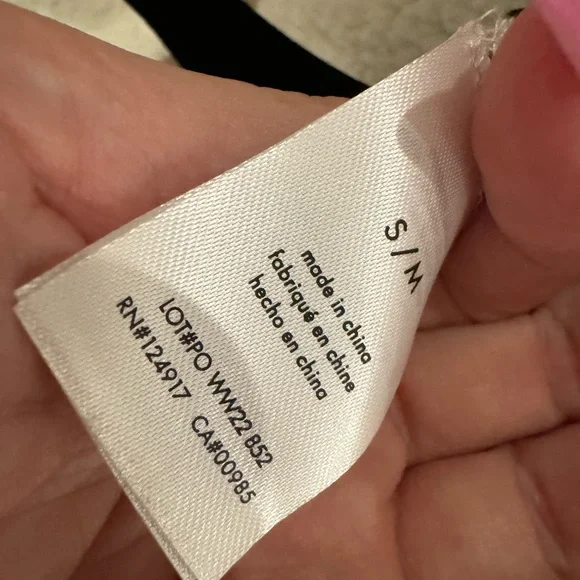 S/M
made in china
fabriqué en chine
hecho en china
LOT#PO WW22 852
RN#124917 CA#00985